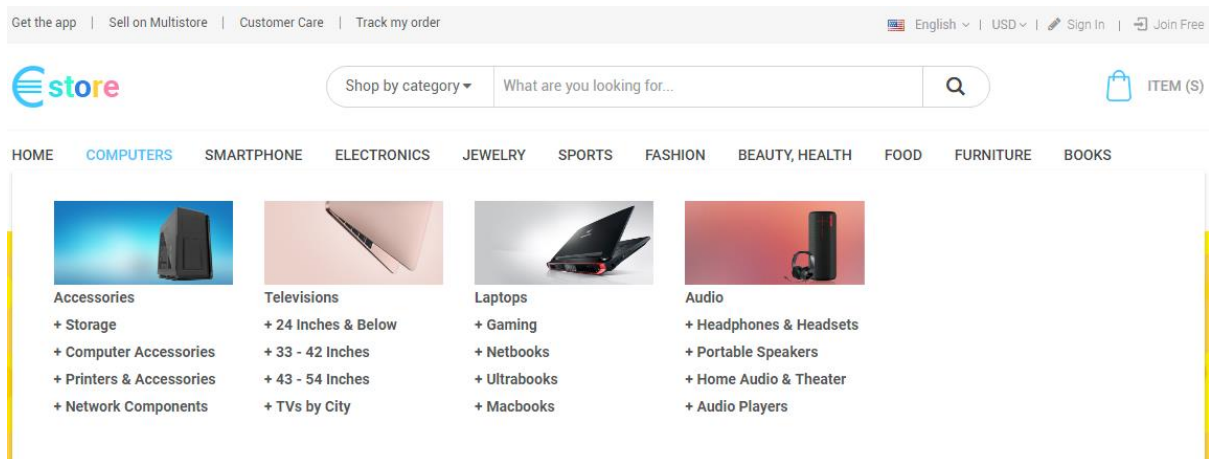 Get the app | Sell on Multistore | Customer Care | Track my order
English | USD | Sign In | Join Free
Estore
Shop by category
What are you looking for...
ITEM (S)
HOME COMPUTERS SMARTPHONE ELECTRONICS JEWELRY SPORTS FASHION BEAUTY, HEALTH FOOD FURNITURE BOOKS
Accessories
+ Storage
+ Computer Accessories
+ Printers & Accessories
+ Network Components
Televisions
+ 24 Inches & Below
+ 33 - 42 Inches
+ 43 - 54 Inches
+ TVs by City
Laptops
+ Gaming
+ Netbooks
+ Ultrabooks
+ Macbooks
Audio
+ Headphones & Headsets
+ Portable Speakers
+ Home Audio & Theater
+ Audio Players